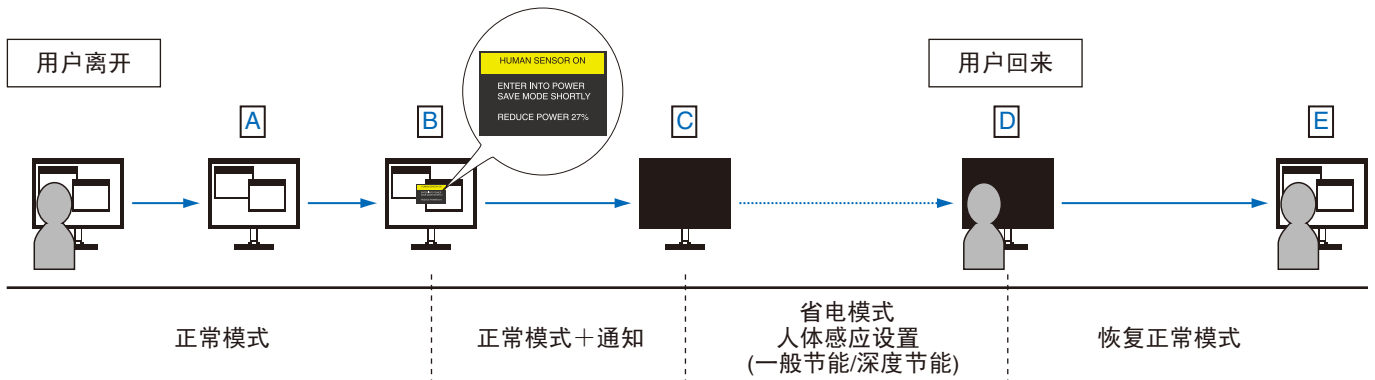 用户离开
HUMAN SENSOR ON
ENTER INTO POWER
SAVE MODE SHORTLY
REDUCE POWER 27%
用户回来
A
B
C
D
E
正常模式
正常模式＋通知
省电模式
人体感应设置
(一般节能/深度节能)
恢复正常模式